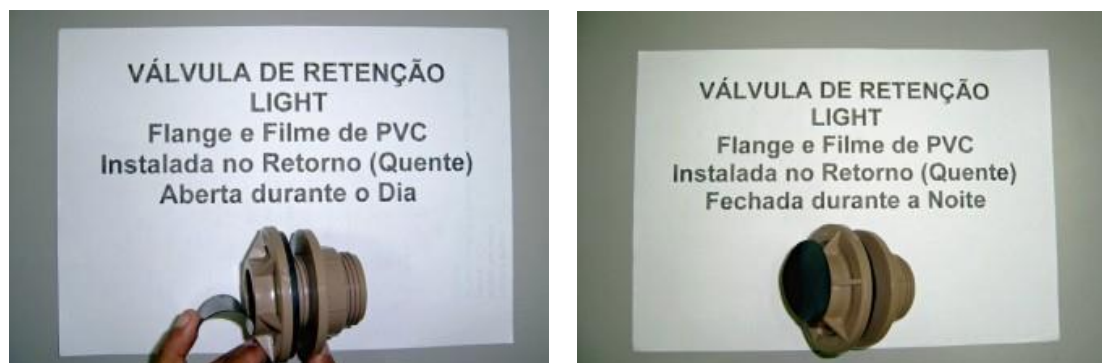 VÁLVULA DE RETENÇÃO
LIGHT
Flange e Filme de PVC
Instalada no Retorno (Quente)
Aberta durante o Dia
VÁLVULA DE RETENÇÃO
LIGHT
Flange e Filme de PVC
Instalada no Retorno (Quente)
Fechada durante a Noite